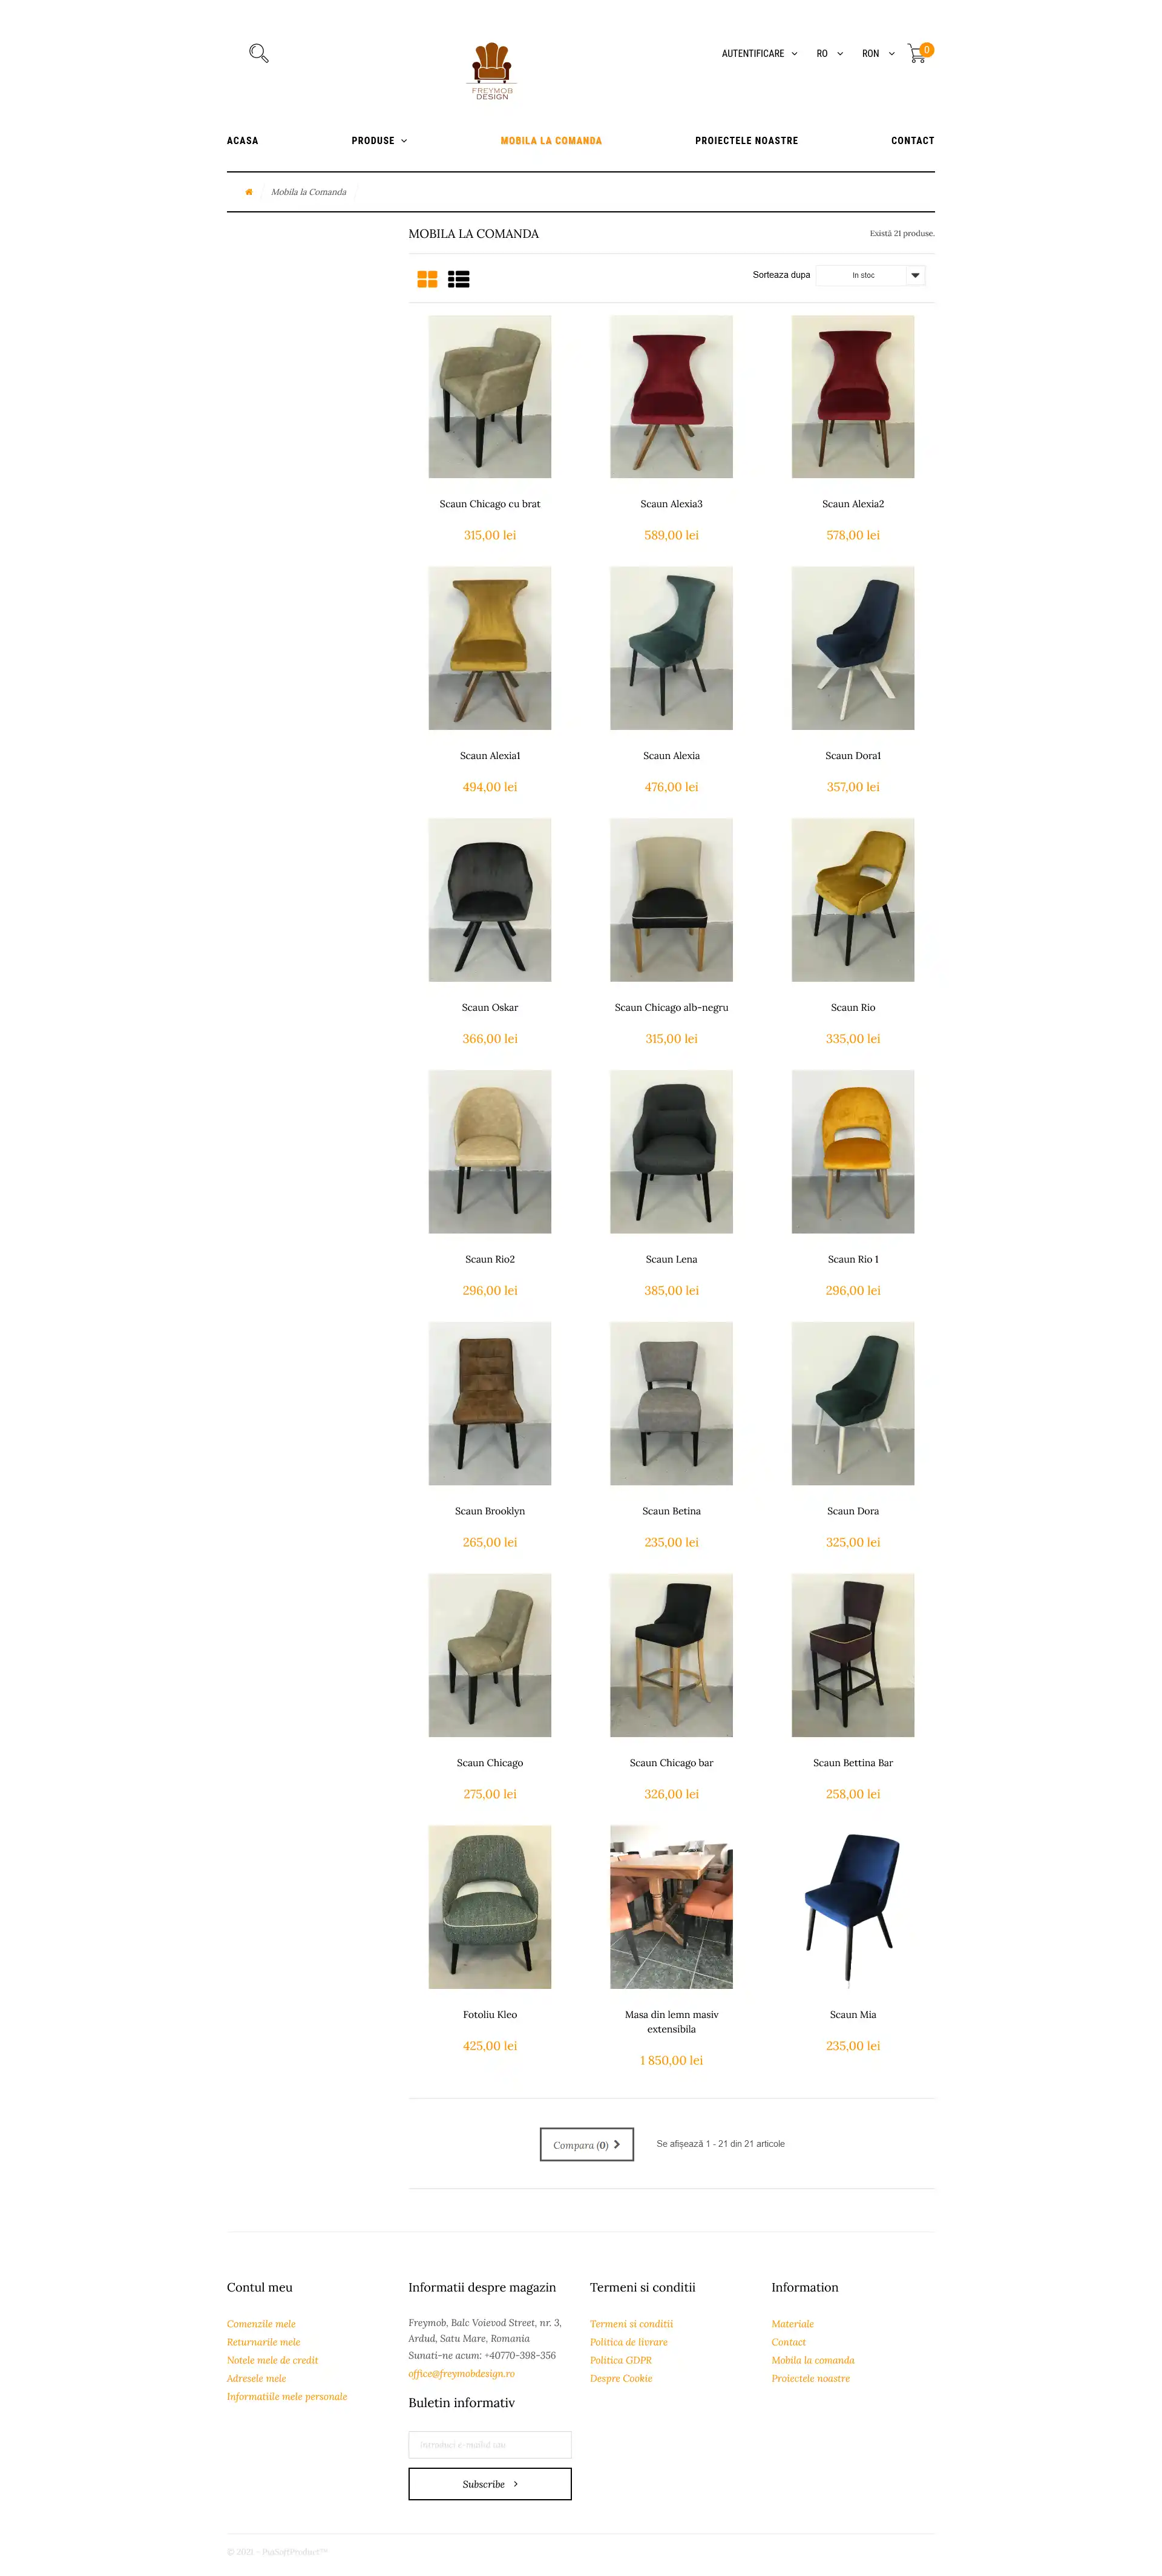 AUTENTIFICARE RO RON 0
FREYMOB
DESIGN
ACASA PRODUSE MOBILA LA COMANDA PROIECTELE NOASTRE CONTACT
Mobila la Comanda
MOBILA LA COMANDA Există 21 produse.
Sorteaza dupa In stoc
Scaun Chicago cu brat Scaun Alexia3 Scaun Alexia2
315,00 lei 589,00 lei 578,00 lei
Scaun Alexia1 Scaun Alexia Scaun Dora1
494,00 lei 476,00 lei 357,00 lei
Scaun Oskar Scaun Chicago alb-negru Scaun Rio
366,00 lei 315,00 lei 335,00 lei
Scaun Rio2 Scaun Lena Scaun Rio 1
296,00 lei 385,00 lei 296,00 lei
Scaun Brooklyn Scaun Betina Scaun Dora
265,00 lei 235,00 lei 325,00 lei
Scaun Chicago Scaun Chicago bar Scaun Bettina Bar
275,00 lei 326,00 lei 258,00 lei
Fotoliu Kleo Masa din lemn masiv Scaun Mia
extensibila
425,00 lei 235,00 lei
1 850,00 lei
Compara (0) Se afișează 1 - 21 din 21 articole
Contul meu
Comenzile mele
Returnarile mele
Notele mele de credit
Adresele mele
Informatiile mele personale
Informatii despre magazin
Freymob, Balc Voievod Street, nr. 3,
Ardud, Satu Mare, Romania
Sunati-ne acum: +40770-398-356
office@freymobdesign.ro
Buletin informativ
Introduci e-mailul tău
Subscribe
Termeni si conditii
Termeni si conditii
Politica de livrare
Politica GDPR
Despre Cookie
Information
Materiale
Contact
Mobila la comanda
Proiectele noastre
© 2021 - PsaSoftProduct™